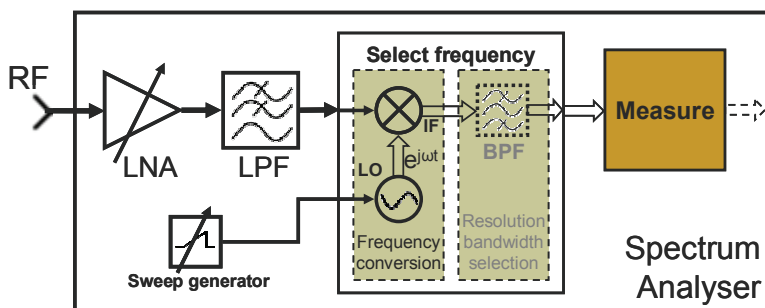 Select frequency
RF
LNA
LPF
IF
BPF
Measure
LO
e^jωt
Sweep generator
Frequency
conversion
Resolution
bandwidth
selection
Spectrum
Analyser